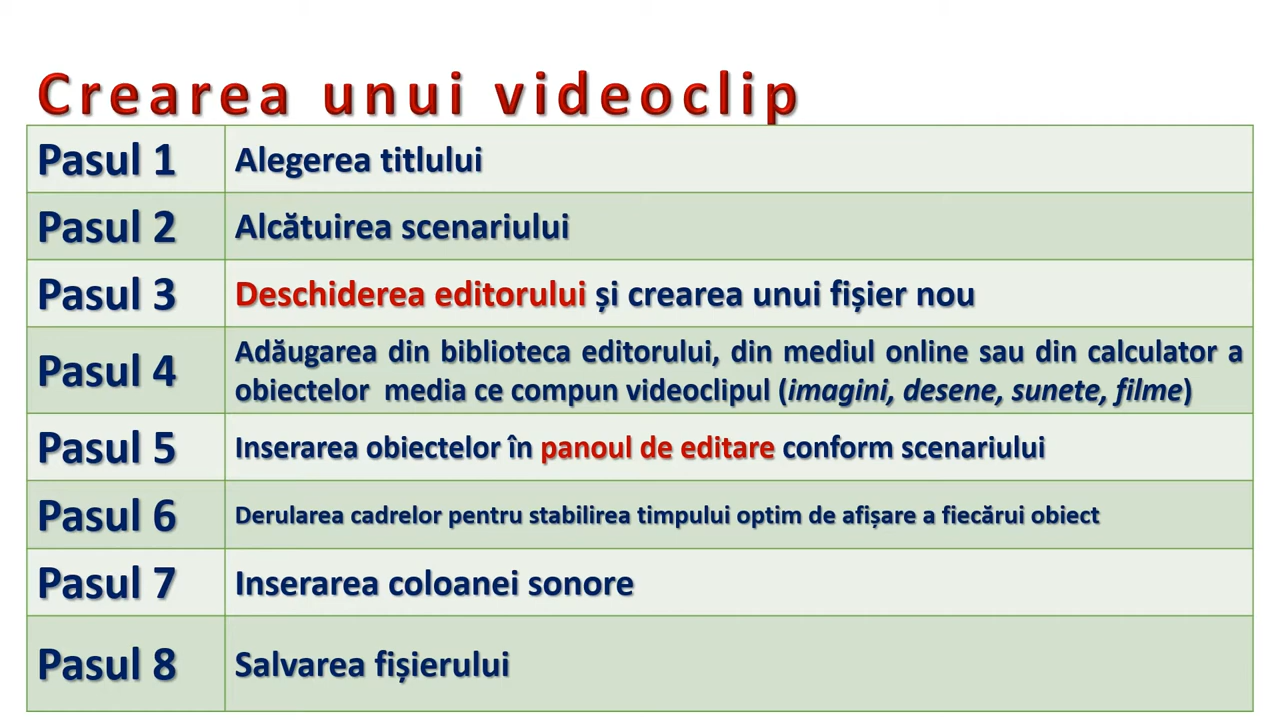 Crearea unui videoclip
Pasul 1 Alegerea titlului
Pasul 2 Alcătuirea scenariului
Pasul 3 Deschiderea editorului și crearea unui fișier nou
Pasul 4 Adăugarea din biblioteca editorului, din mediul online sau din calculator a
obiectelor media ce compun videoclipul (imagini, desene, sunete, filme)
Pasul 5 Inserarea obiectelor în panoul de editare conform scenariului
Pasul 6 Derularea cadrelor pentru stabilirea timpului optim de afișare a fiecărui obiect
Pasul 7 Inserarea coloanei sonore
Pasul 8 Salvarea fișierului